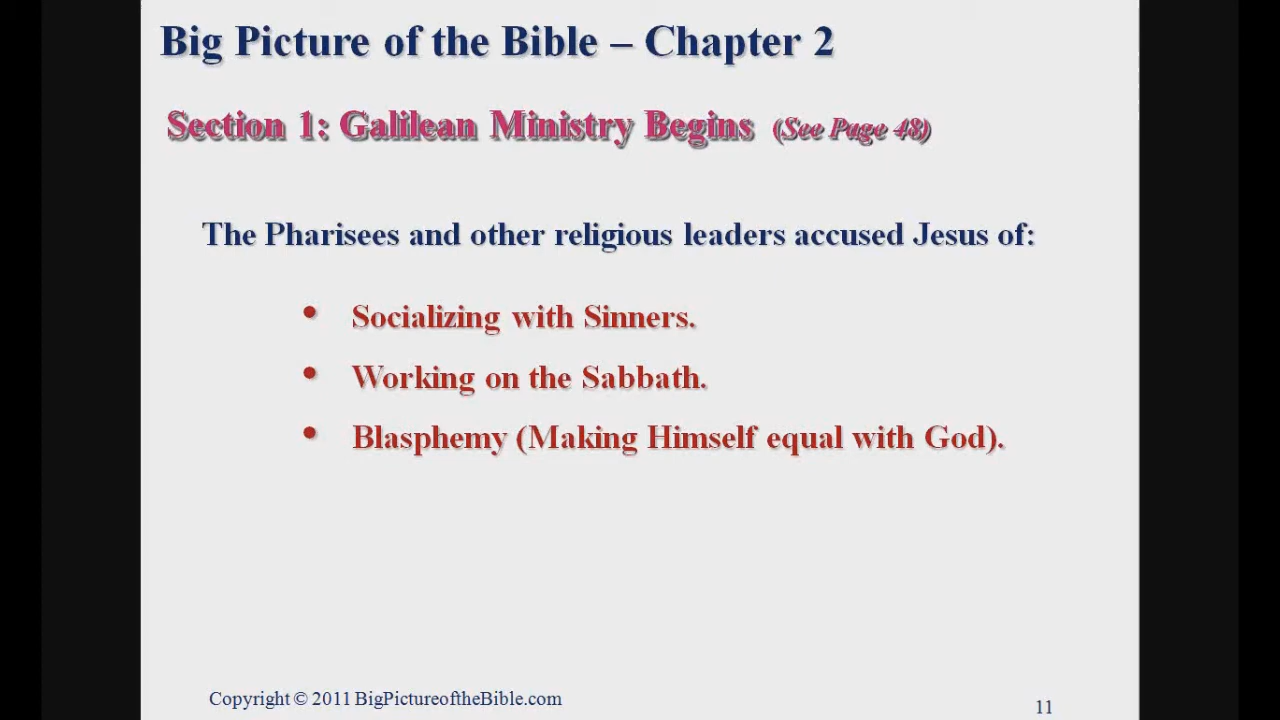 Big Picture of the Bible – Chapter 2
Section 1: Galilean Ministry Begins (See Page 48)
The Pharisees and other religious leaders accused Jesus of:
• Socializing with Sinners.
• Working on the Sabbath.
• Blasphemy (Making Himself equal with God).
Copyright © 2011 BigPictureoftheBible.com
11